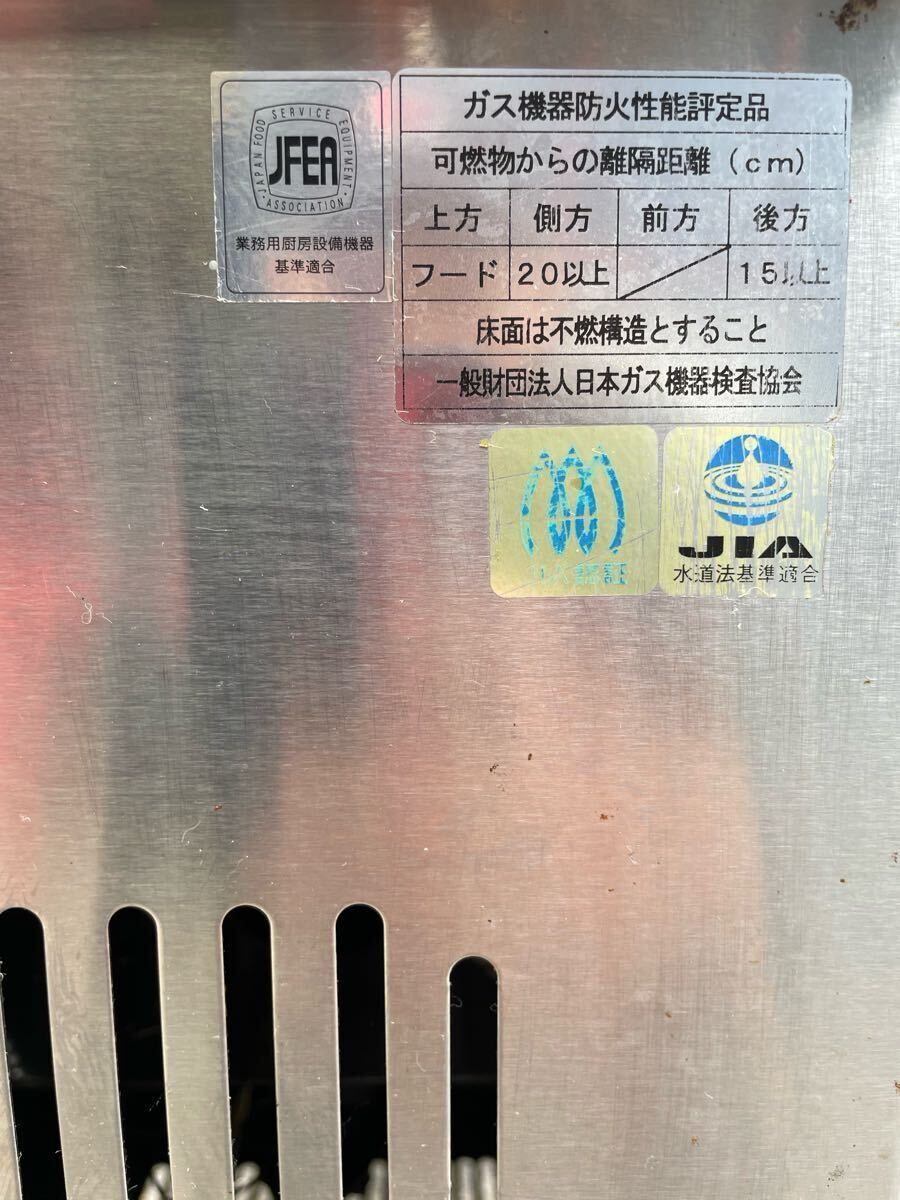 JAPAN FOOD SERVICE EQUIPMENT ASSOCIATION
JFEA
業務用厨房設備機器
基準適合
ガス機器防火性能評定品
可燃物からの離隔距離(cm)
上方 側方 前方 後方
フード 20以上 15以上
床面は不燃構造とすること
一般財団法人日本ガス機器検査協会
JIA認証
JIA
水道法基準適合